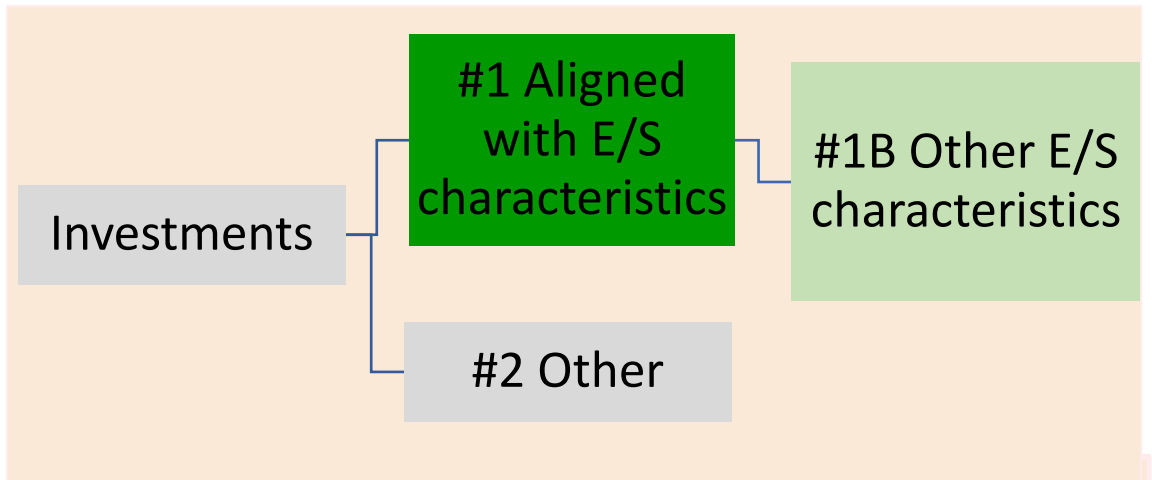 #1 Aligned
with E/S
characteristics
#1B Other E/S
characteristics
Investments
#2 Other